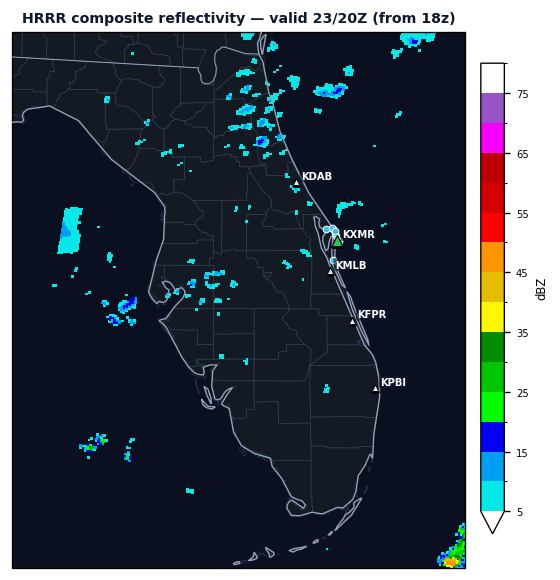 HRRR composite reflectivity — valid 23/20Z (from 18z)
KDAB
KXMR
KMLB
KFPR
KPBI
75
65
55
45
35
25
15
5
dBZ